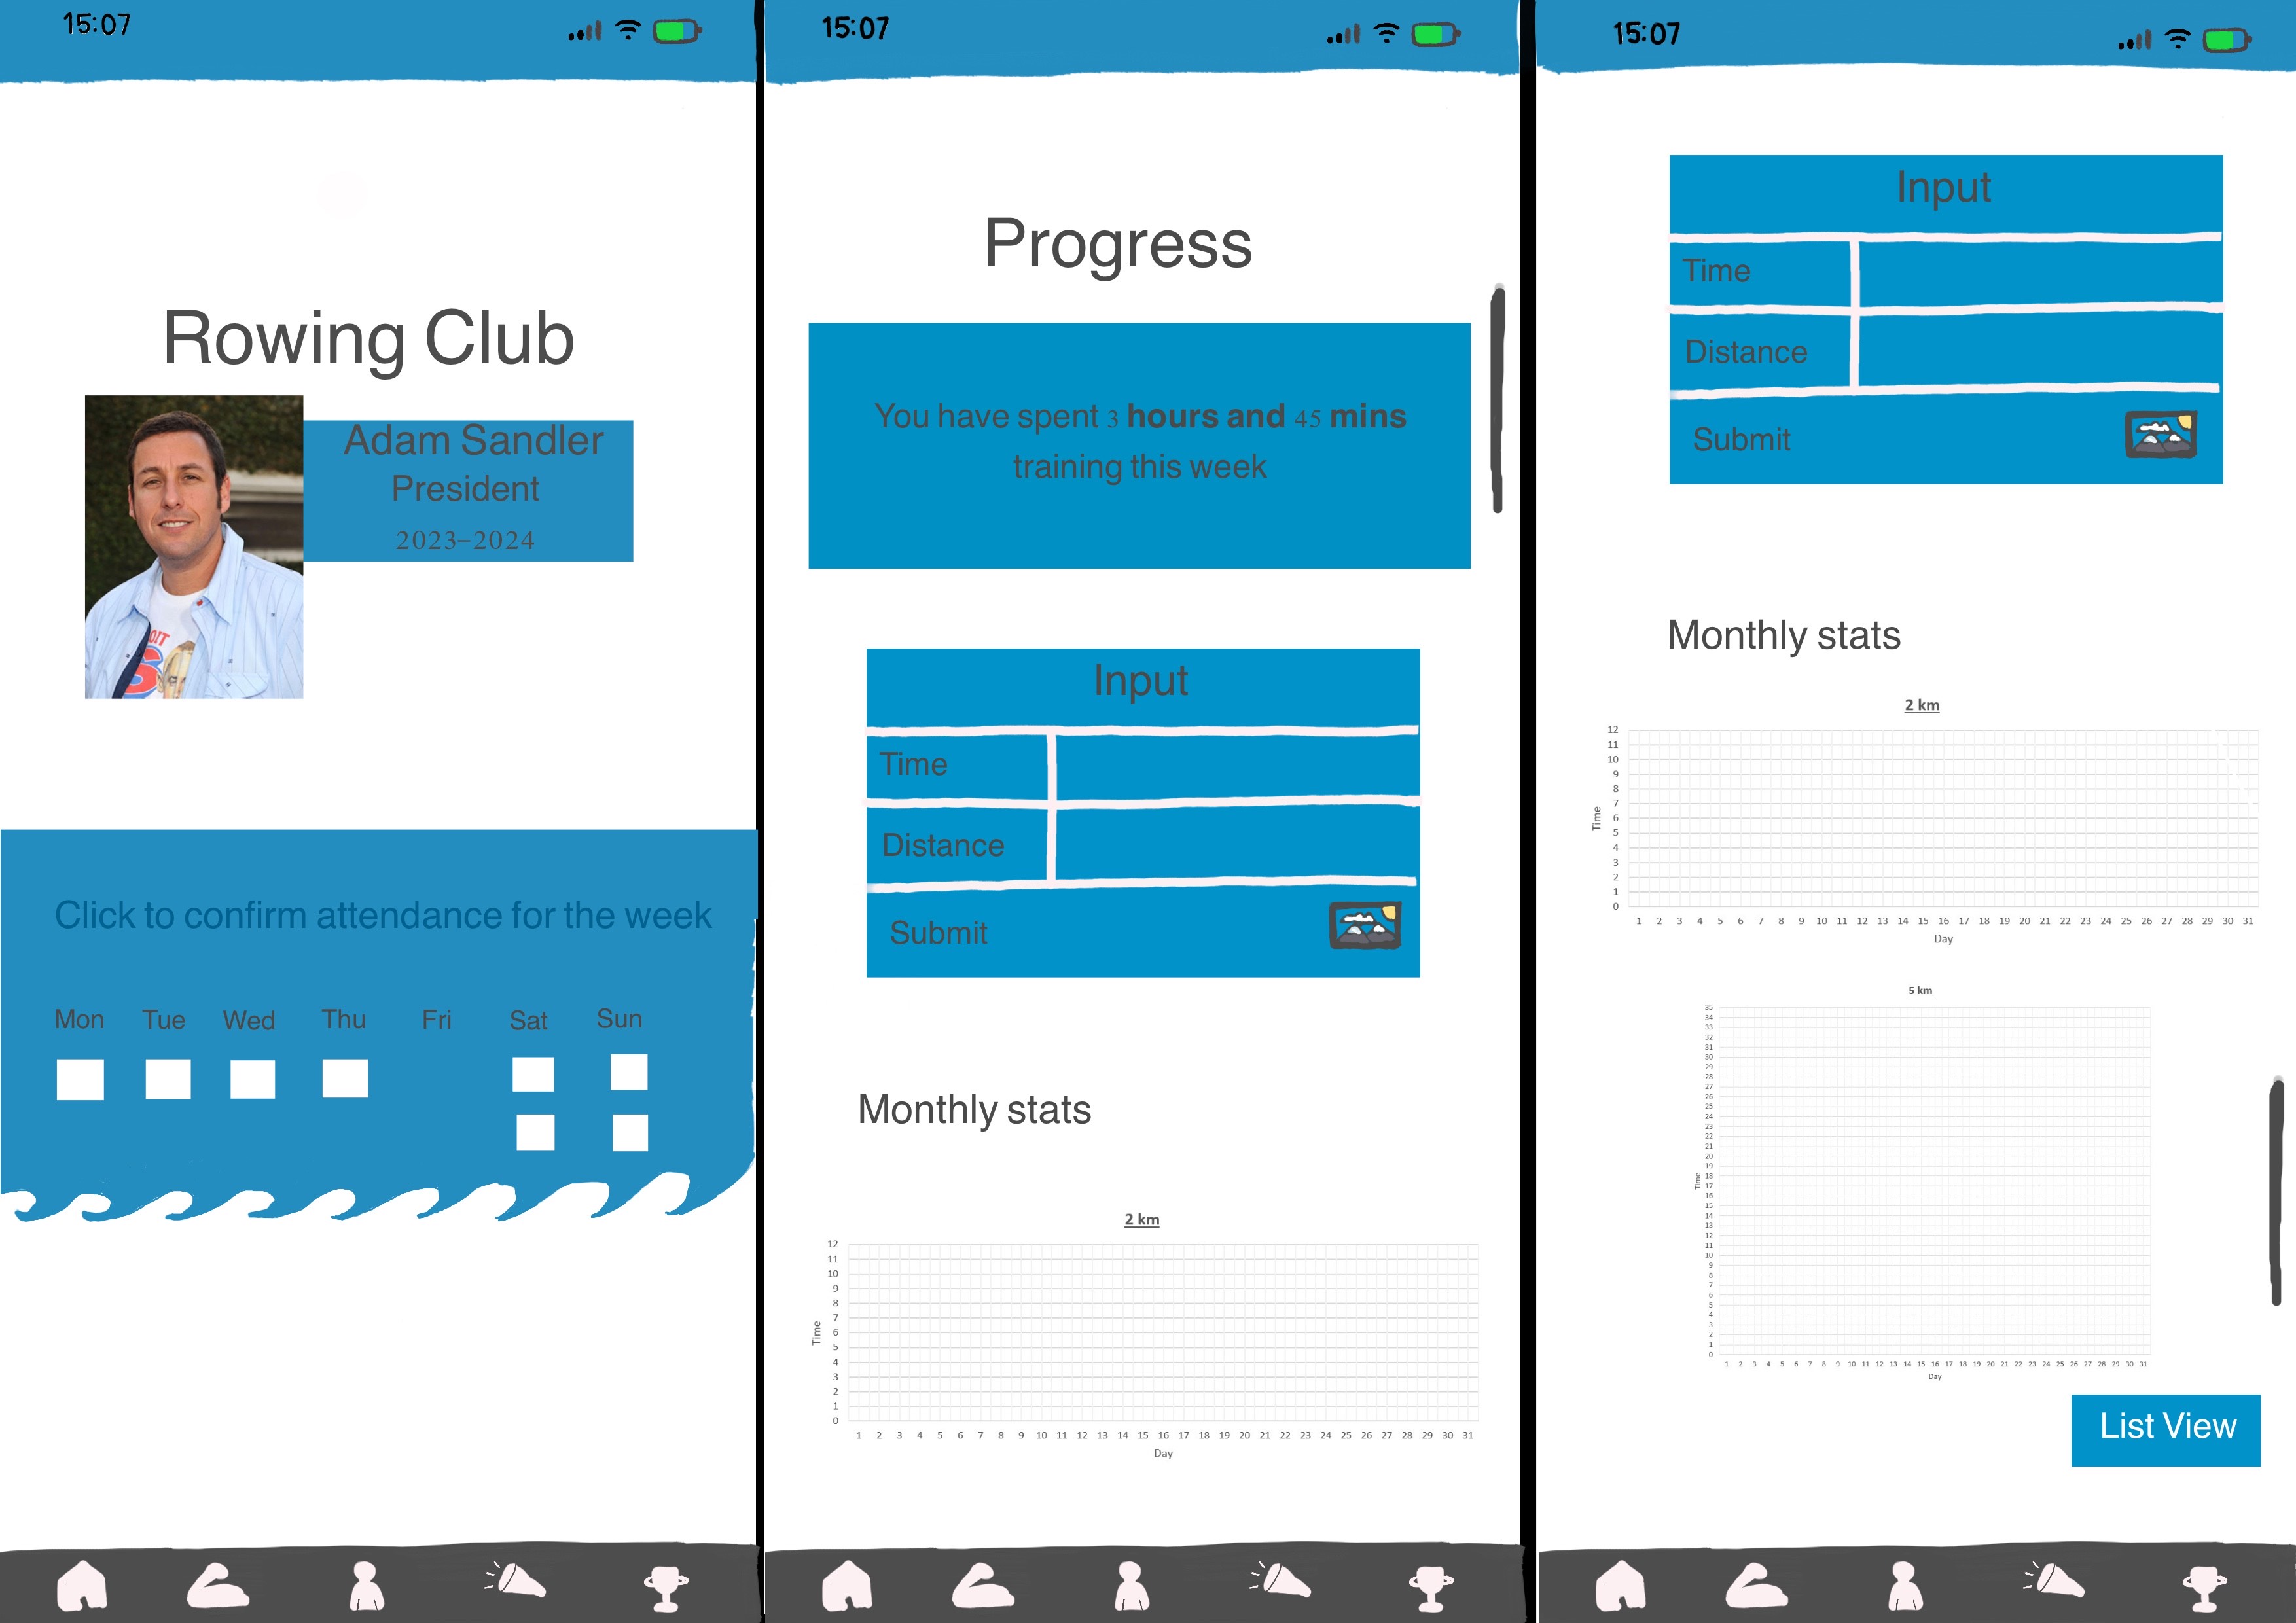 15:07
Rowing Club
Adam Sandler
President
2023–2024
Click to confirm attendance for the week
Mon Tue Wed Thu Fri Sat Sun
15:07
Progress
You have spent 3 hours and 45 mins
training this week
Input
Time
Distance
Submit
Monthly stats
2 km
12
11
10
9
8
7
6
5
4
3
2
1
0
Time
1 2 3 4 5 6 7 8 9 10 11 12 13 14 15 16 17 18 19 20 21 22 23 24 25 26 27 28 29 30 31
Day
15:07
Input
Time
Distance
Submit
Monthly stats
2 km
12
11
10
9
8
7
6
5
4
3
2
1
0
Time
1 2 3 4 5 6 7 8 9 10 11 12 13 14 15 16 17 18 19 20 21 22 23 24 25 26 27 28 29 30 31
Day
5 km
35
34
33
32
31
30
29
28
27
26
25
24
23
22
21
20
19
18
17
16
15
14
13
12
11
10
9
8
7
6
5
4
3
2
1
0
Time
1 2 3 4 5 6 7 8 9 10 11 12 13 14 15 16 17 18 19 20 21 22 23 24 25 26 27 28 29 30 31
Day
List View